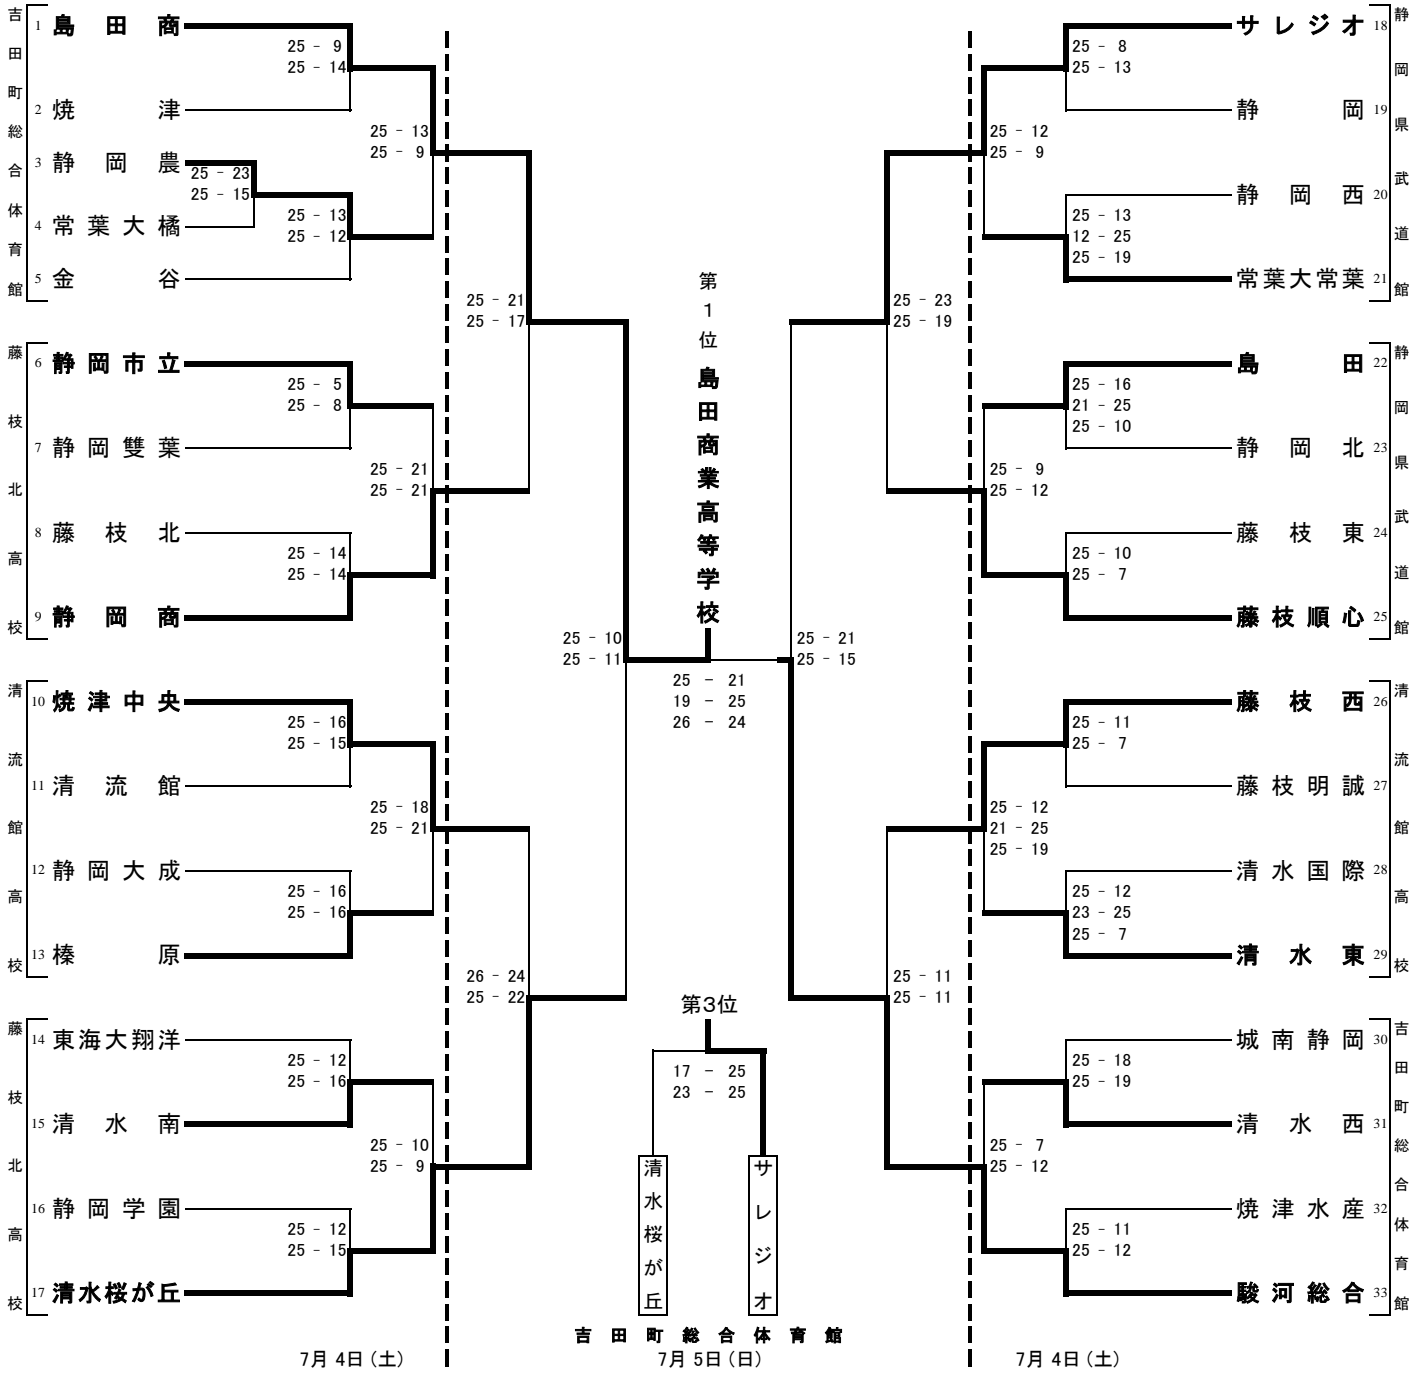 吉田町総合体育館
1 島田商
25 - 9
25 - 14
2 焼津
25 - 13
25 - 9
3 静岡農
25 - 23
25 - 15
4 常葉大橘
25 - 13
25 - 12
5 金谷
25 - 21
25 - 17
藤枝北高校
6 静岡市立
25 - 5
25 - 8
7 静岡雙葉
25 - 21
25 - 21
8 藤枝北
25 - 14
25 - 14
9 静岡商
25 - 10
25 - 11
清流館高校
10 焼津中央
25 - 16
25 - 15
11 清流館
25 - 18
25 - 21
12 静岡大成
25 - 16
25 - 16
13 榛原
26 - 24
25 - 22
藤枝北高校
14 東海大翔洋
25 - 12
25 - 16
15 清水南
25 - 10
25 - 9
16 静岡学園
25 - 12
25 - 15
17 清水桜が丘
第1位 島田商業高等学校
25 - 21
19 - 25
26 - 24
第3位
17 - 25
23 - 25
清水桜が丘
サレジオ
静岡県武道館
サレジオ 18
25 - 8
25 - 13
静岡 19
25 - 12
25 - 9
静岡西 20
25 - 13
12 - 25
25 - 19
常葉大常葉 21
25 - 23
25 - 19
静岡県武道館
島田 22
25 - 16
21 - 25
25 - 10
静岡北 23
25 - 9
25 - 12
藤枝東 24
25 - 10
25 - 7
藤枝順心 25
25 - 21
25 - 15
清流館高校
藤枝西 26
25 - 11
25 - 7
藤枝明誠 27
25 - 12
21 - 25
25 - 19
清水国際 28
25 - 12
23 - 25
25 - 7
清水東 29
25 - 11
25 - 11
吉田町総合体育館
城南静岡 30
25 - 18
25 - 19
清水西 31
25 - 7
25 - 12
焼津水産 32
25 - 11
25 - 12
駿河総合 33
吉田町総合体育館
7月 4日(土)
7月 5日(日)
7月 4日(土)